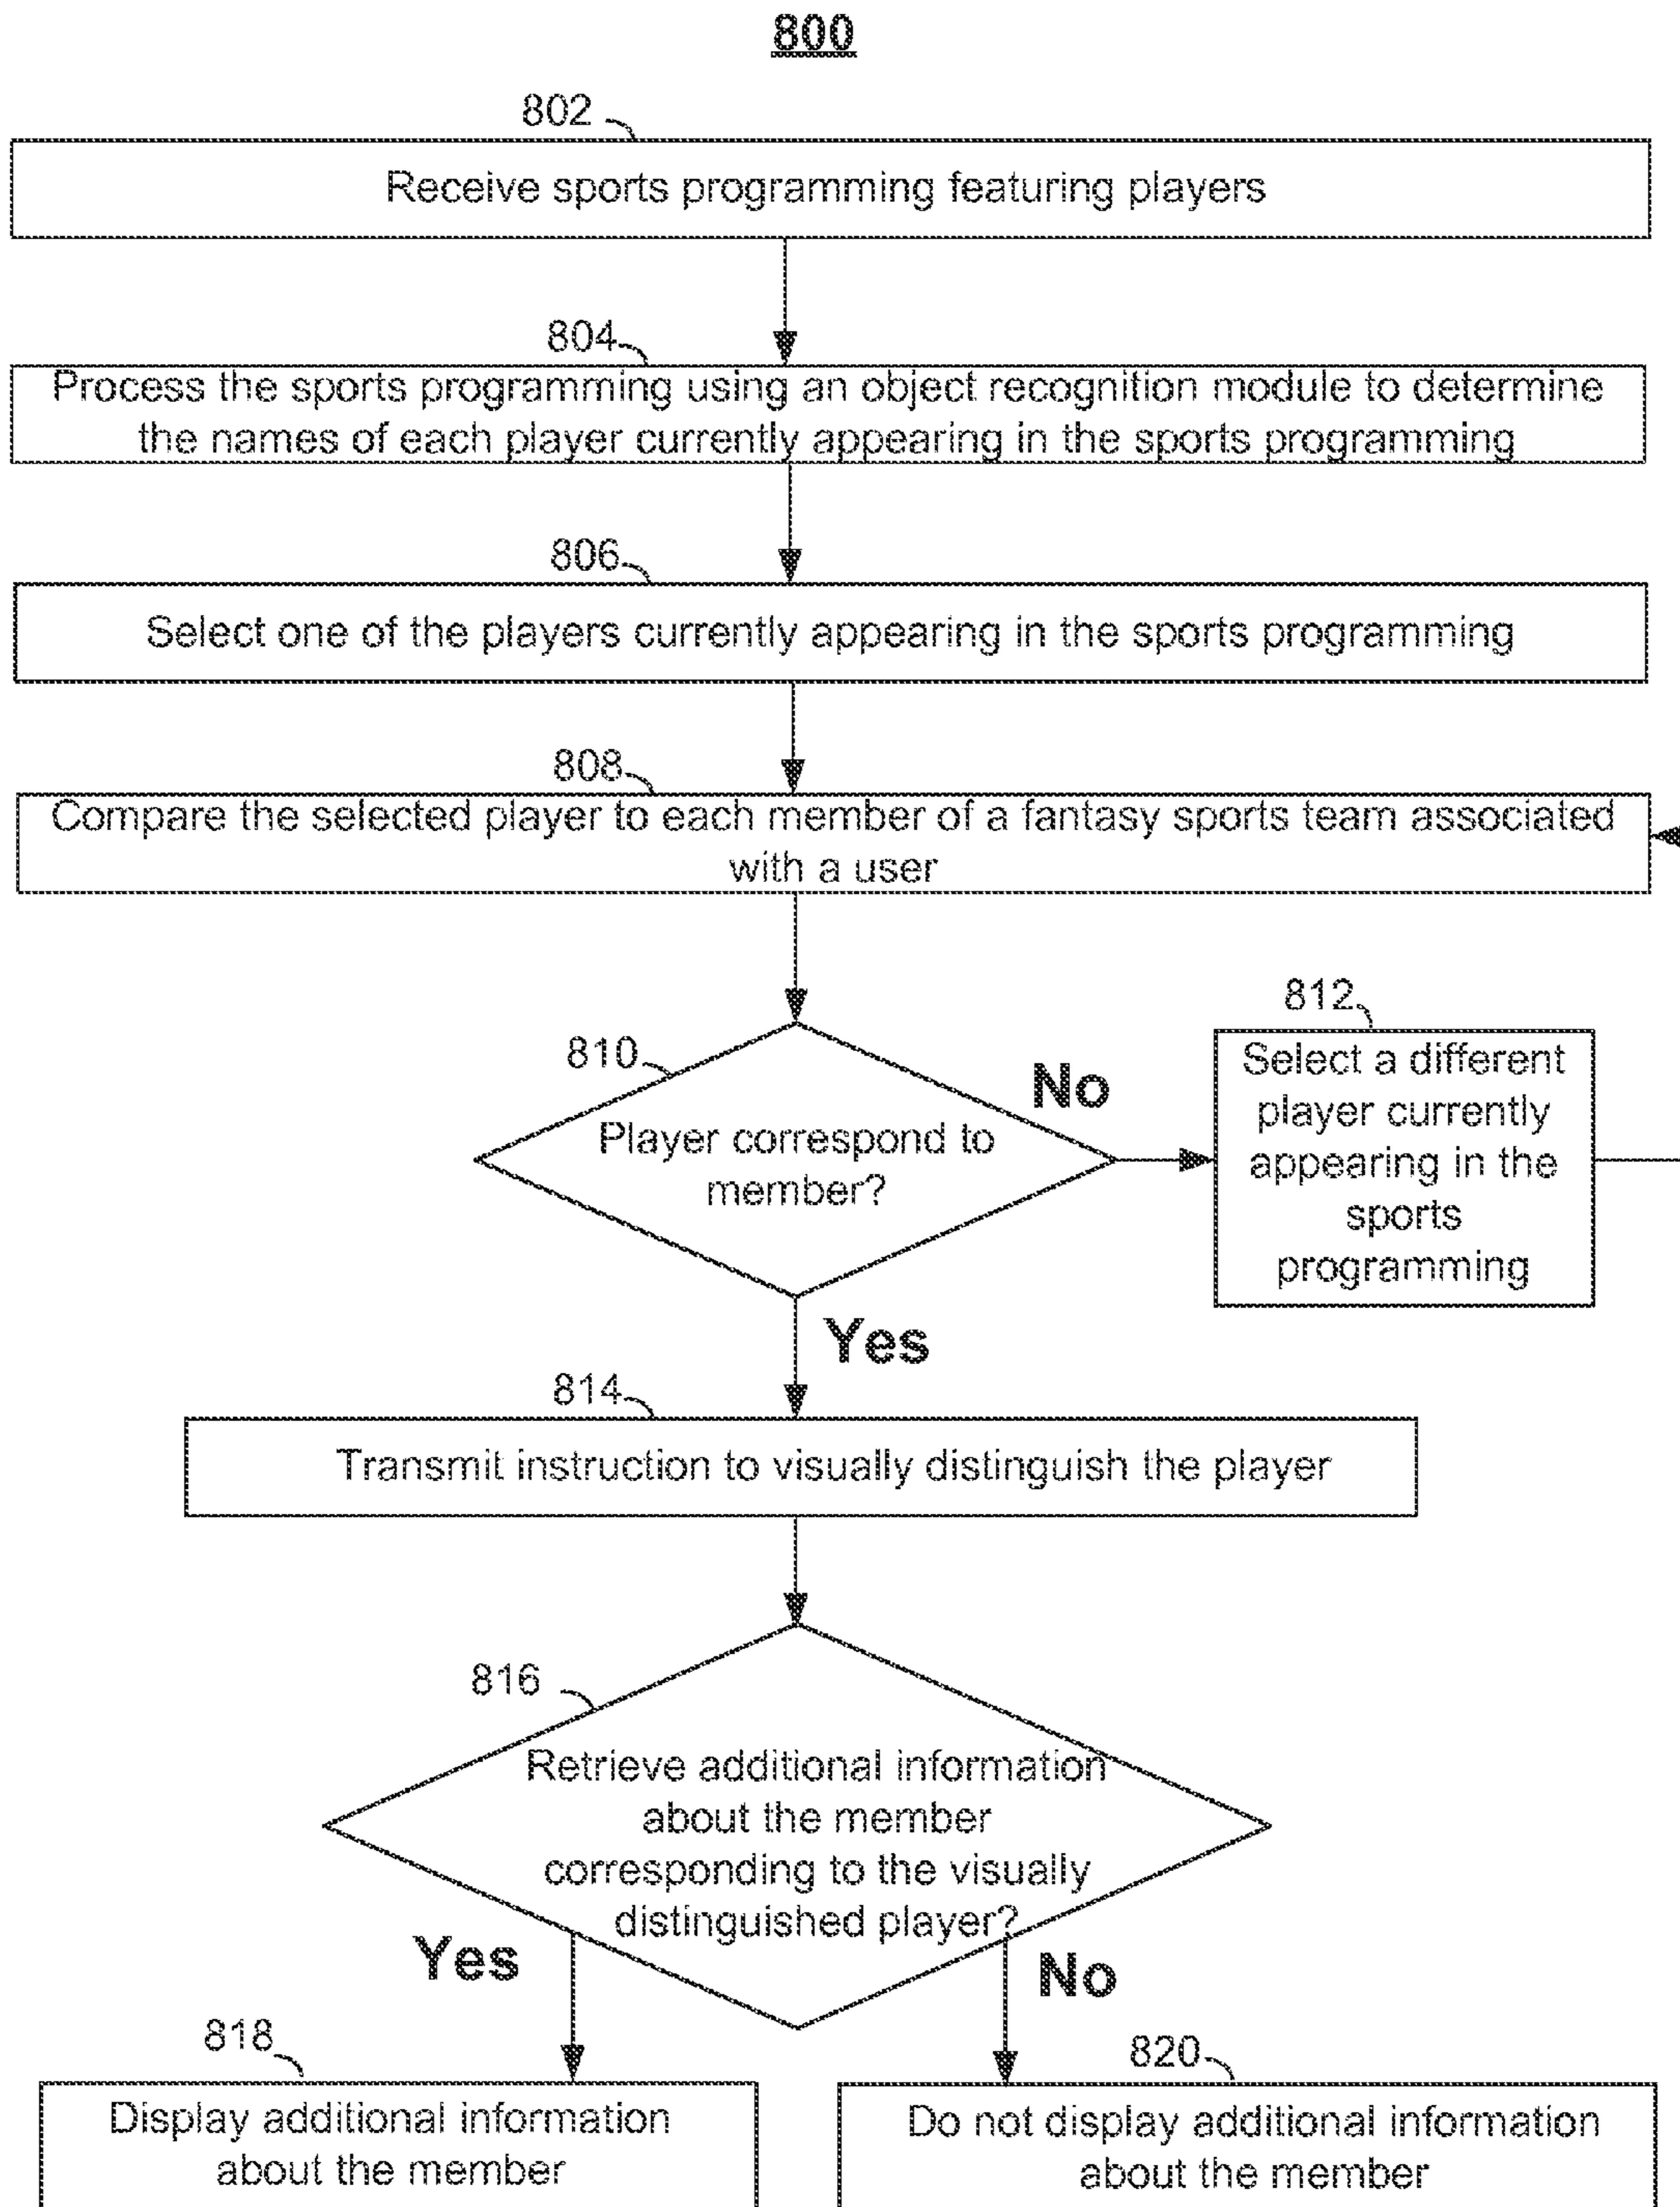 800
802
Receive sports programming featuring players
804
Process the sports programming using an object recognition module to determine
the names of each player currently appearing in the sports programming
806
Select one of the players currently appearing in the sports programming
808
Compare the selected player to each member of a fantasy sports team associated
with a user
810
Player correspond to
member?
No
812
Select a different
player currently
appearing in the
sports
programming
Yes
814
Transmit instruction to visually distinguish the player
816
Retrieve additional information
about the member
corresponding to the visually
distinguished player?
Yes
No
818
Display additional information
about the member
820
Do not display additional information
about the member